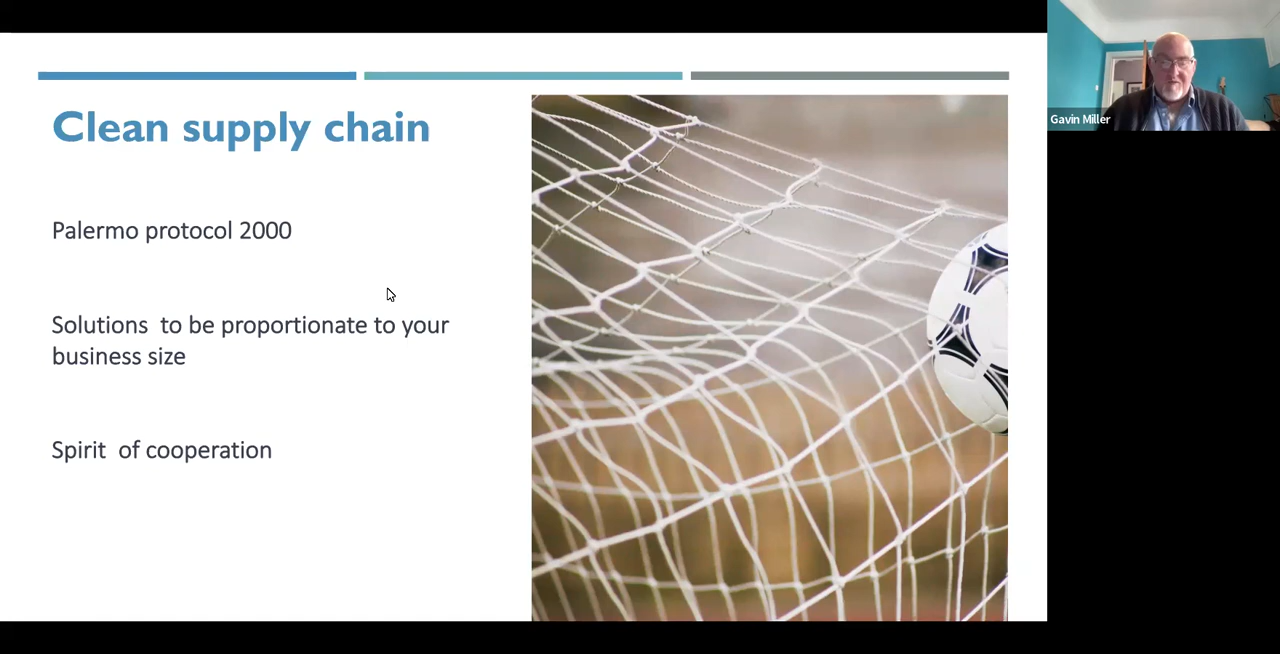 Clean supply chain
Palermo protocol 2000
Solutions  to be proportionate to your
business size
Spirit  of cooperation
Gavin Miller